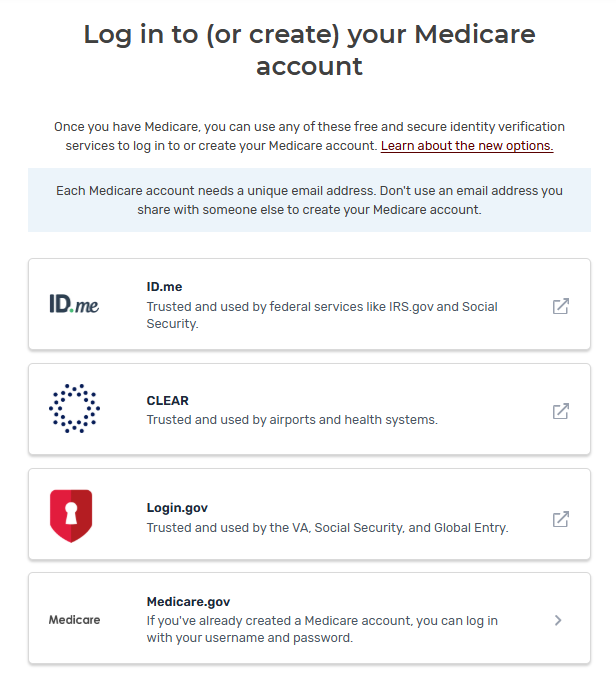 Log in to (or create) your Medicare
account
Once you have Medicare, you can use any of these free and secure identity verification
services to log in to or create your Medicare account. Learn about the new options.
Each Medicare account needs a unique email address. Don't use an email address you
share with someone else to create your Medicare account.
ID.me
ID.me
Trusted and used by federal services like IRS.gov and Social
Security.
CLEAR
Trusted and used by airports and health systems.
Login.gov
Trusted and used by the VA, Social Security, and Global Entry.
Medicare
Medicare.gov
If you've already created a Medicare account, you can log in
with your username and password.